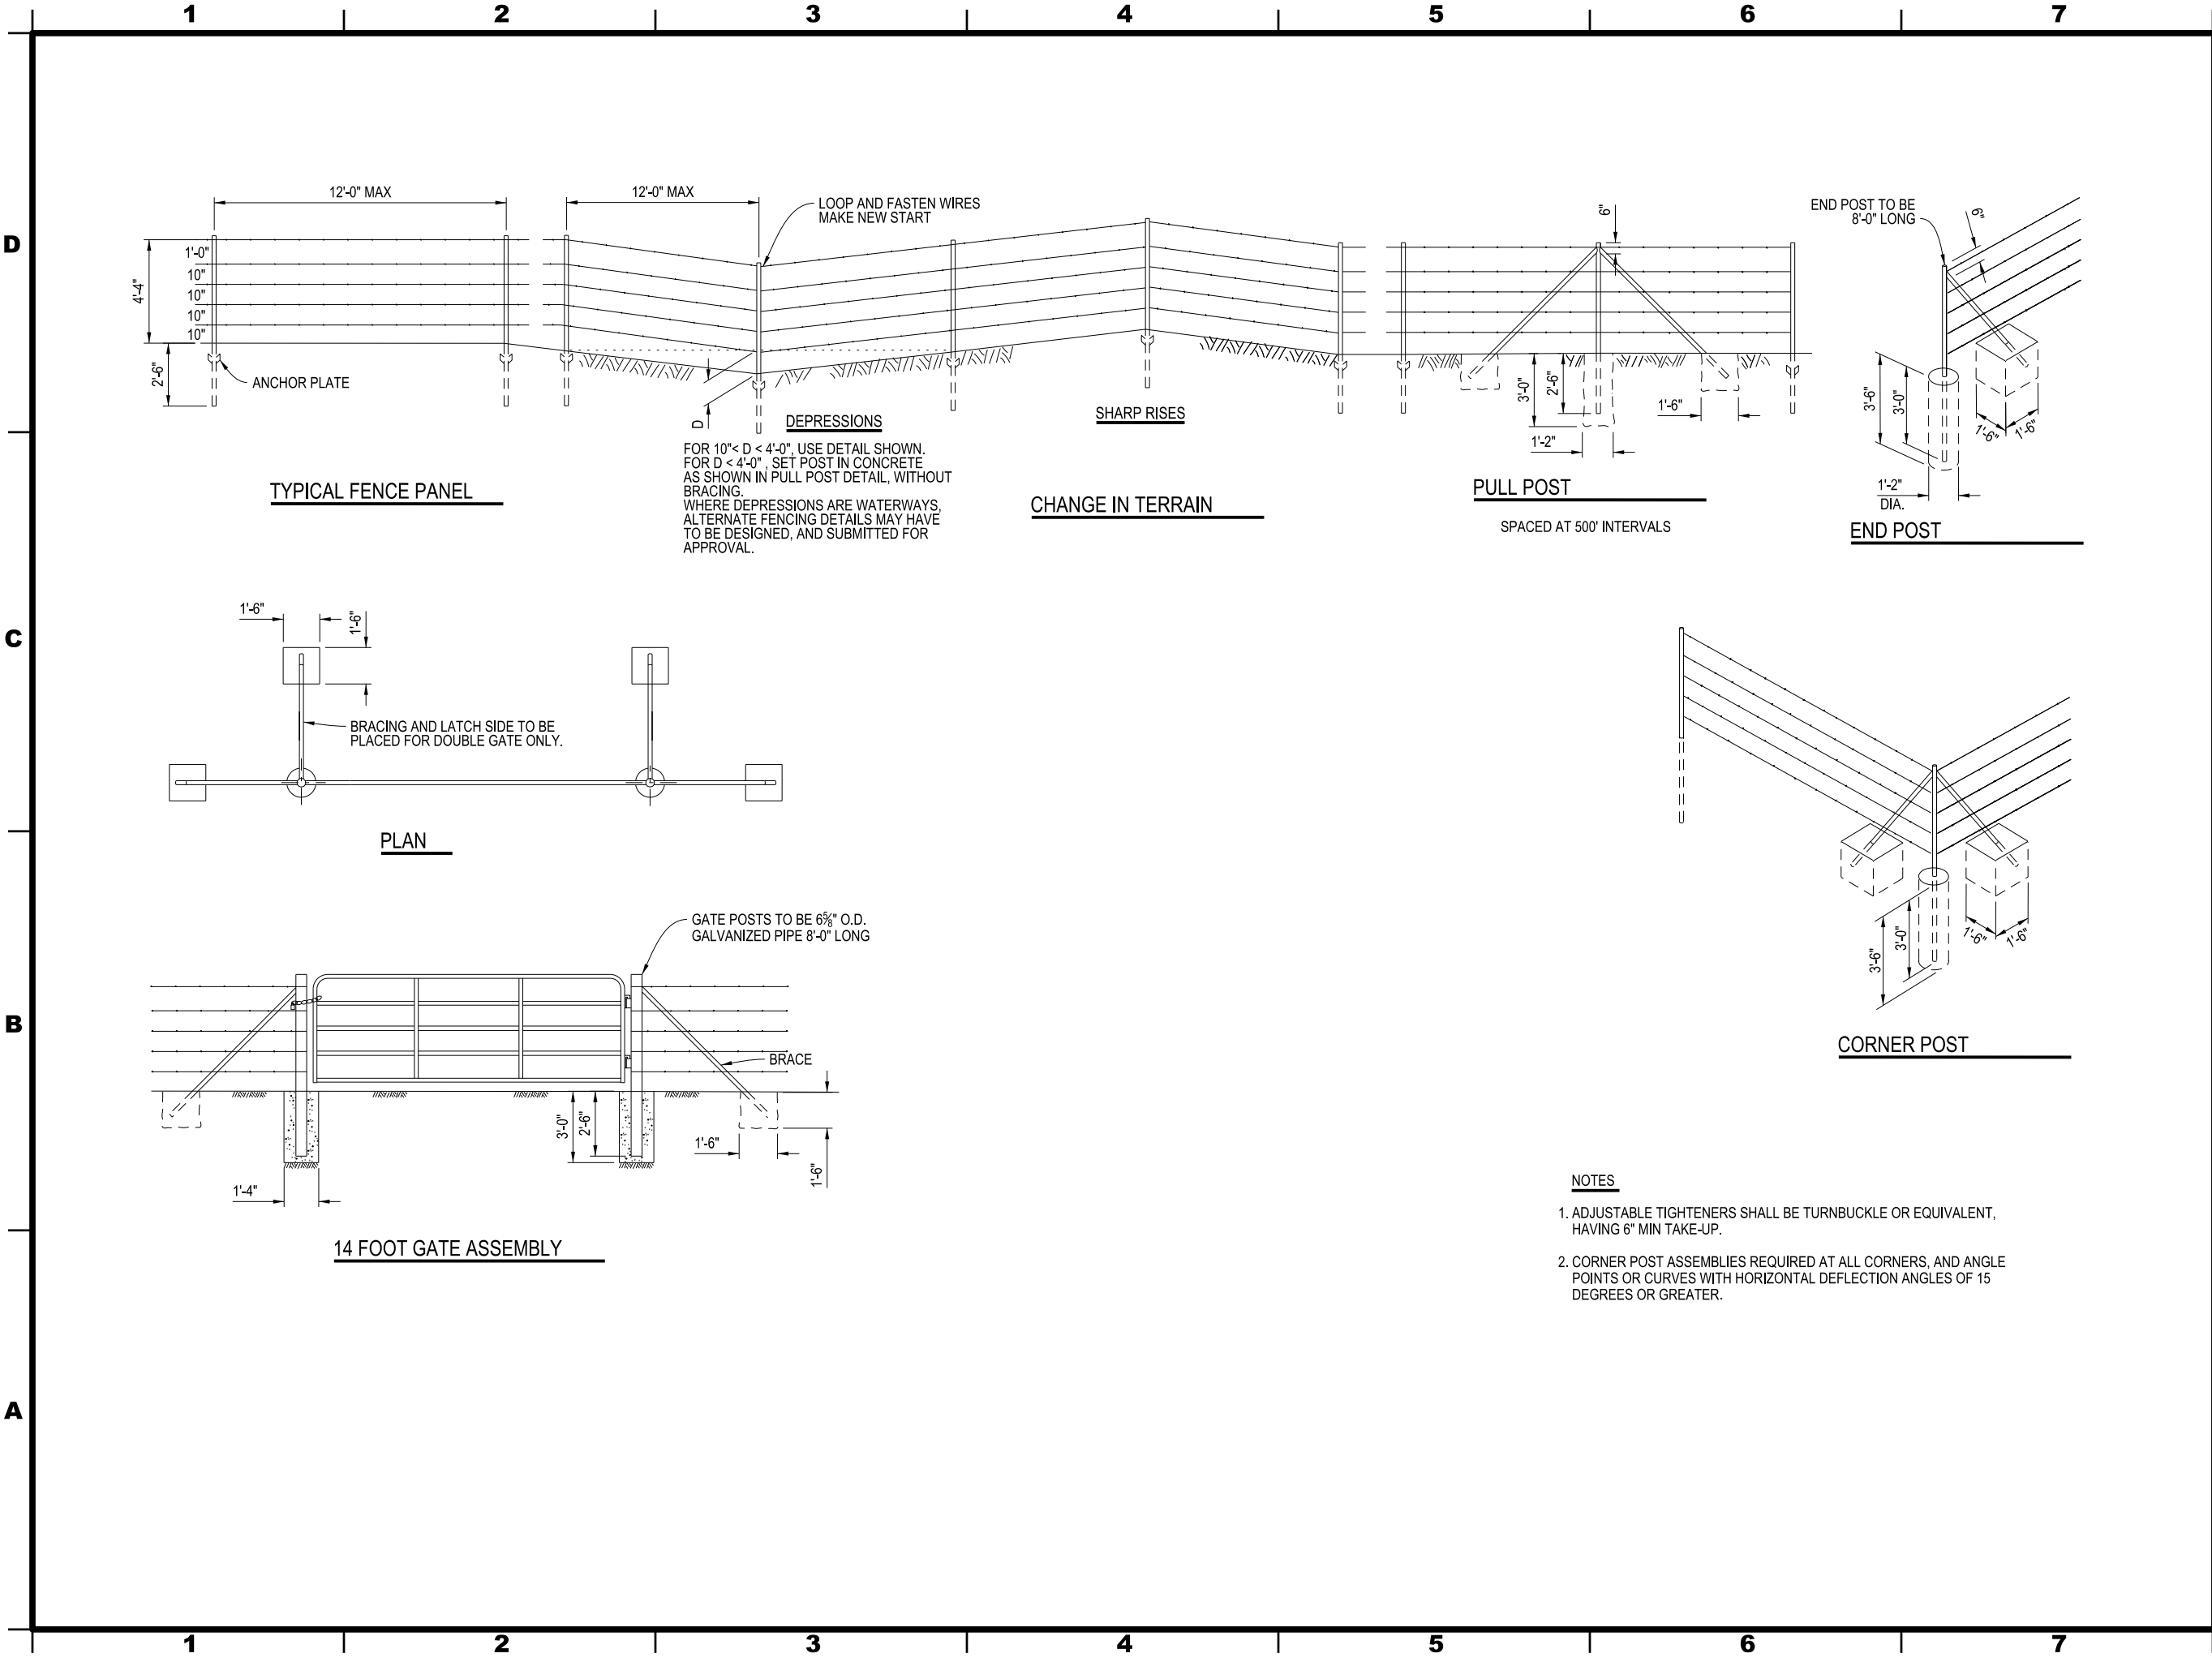 1 2 3 4 5 6 7
D
C
B
A
12'-0" MAX
12'-0" MAX
LOOP AND FASTEN WIRES
MAKE NEW START
4'-4"
1'-0"
10"
10"
10"
10"
2'-6"
ANCHOR PLATE
TYPICAL FENCE PANEL
D
DEPRESSIONS
FOR 10"< D < 4'-0", USE DETAIL SHOWN.
FOR D < 4'-0" , SET POST IN CONCRETE
AS SHOWN IN PULL POST DETAIL, WITHOUT
BRACING.
WHERE DEPRESSIONS ARE WATERWAYS,
ALTERNATE FENCING DETAILS MAY HAVE
TO BE DESIGNED, AND SUBMITTED FOR
APPROVAL.
SHARP RISES
CHANGE IN TERRAIN
6"
3'-0"
2'-6"
1'-6"
1'-2"
PULL POST
SPACED AT 500' INTERVALS
END POST TO BE
8'-0" LONG
6"
3'-6"
3'-0"
1'-6"
1'-6"
1'-2"
DIA.
END POST
1'-6"
1'-6"
BRACING AND LATCH SIDE TO BE
PLACED FOR DOUBLE GATE ONLY.
PLAN
GATE POSTS TO BE 6⅝" O.D.
GALVANIZED PIPE 8'-0" LONG
BRACE
3'-0"
2'-6"
1'-6"
1'-6"
1'-4"
14 FOOT GATE ASSEMBLY
3'-6"
3'-0"
1'-6"
1'-6"
CORNER POST
NOTES
1. ADJUSTABLE TIGHTENERS SHALL BE TURNBUCKLE OR EQUIVALENT,
HAVING 6" MIN TAKE-UP.
2. CORNER POST ASSEMBLIES REQUIRED AT ALL CORNERS, AND ANGLE
POINTS OR CURVES WITH HORIZONTAL DEFLECTION ANGLES OF 15
DEGREES OR GREATER.
1 2 3 4 5 6 7